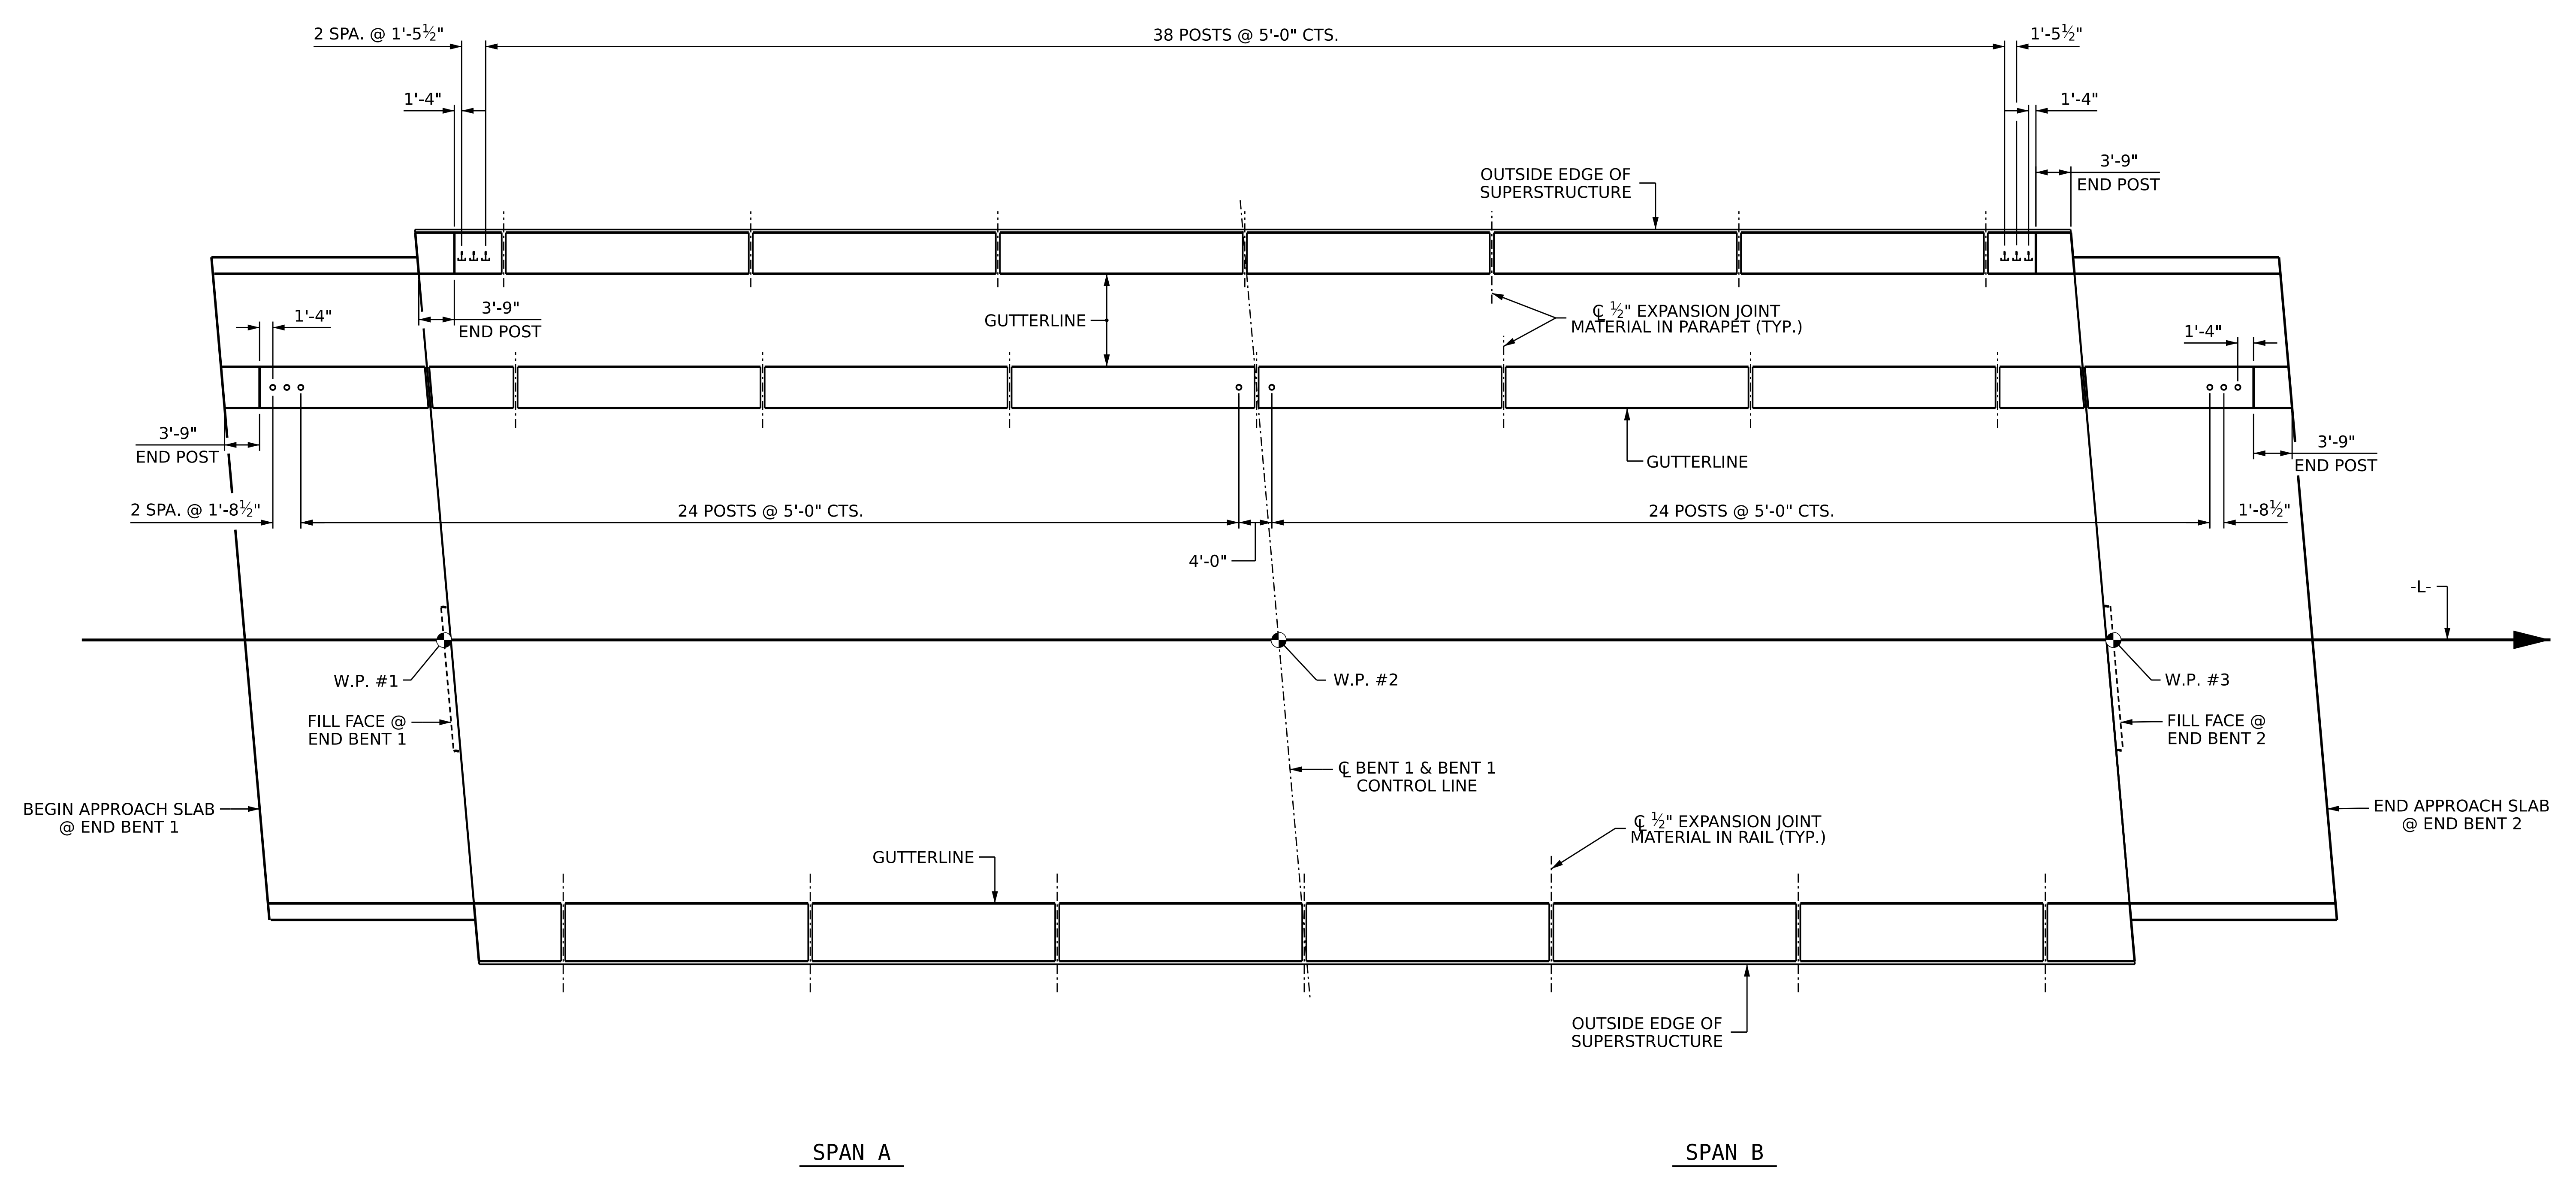 2 SPA. @ 1'-5½"
38 POSTS @ 5'-0" CTS.
1'-5½"
1'-4"
1'-4"
OUTSIDE EDGE OF
SUPERSTRUCTURE
3'-9"
END POST
3'-9"
END POST
GUTTERLINE
℄ ½" EXPANSION JOINT
MATERIAL IN PARAPET (TYP.)
1'-4"
1'-4"
3'-9"
END POST
GUTTERLINE
3'-9"
END POST
2 SPA. @ 1'-8½"
24 POSTS @ 5'-0" CTS.
24 POSTS @ 5'-0" CTS.
1'-8½"
4'-0"
-L-
W.P. #1
W.P. #2
W.P. #3
FILL FACE @
END BENT 1
FILL FACE @
END BENT 2
℄ BENT 1 & BENT 1
CONTROL LINE
BEGIN APPROACH SLAB
@ END BENT 1
END APPROACH SLAB
@ END BENT 2
℄ ½" EXPANSION JOINT
MATERIAL IN RAIL (TYP.)
GUTTERLINE
OUTSIDE EDGE OF
SUPERSTRUCTURE
SPAN A
SPAN B